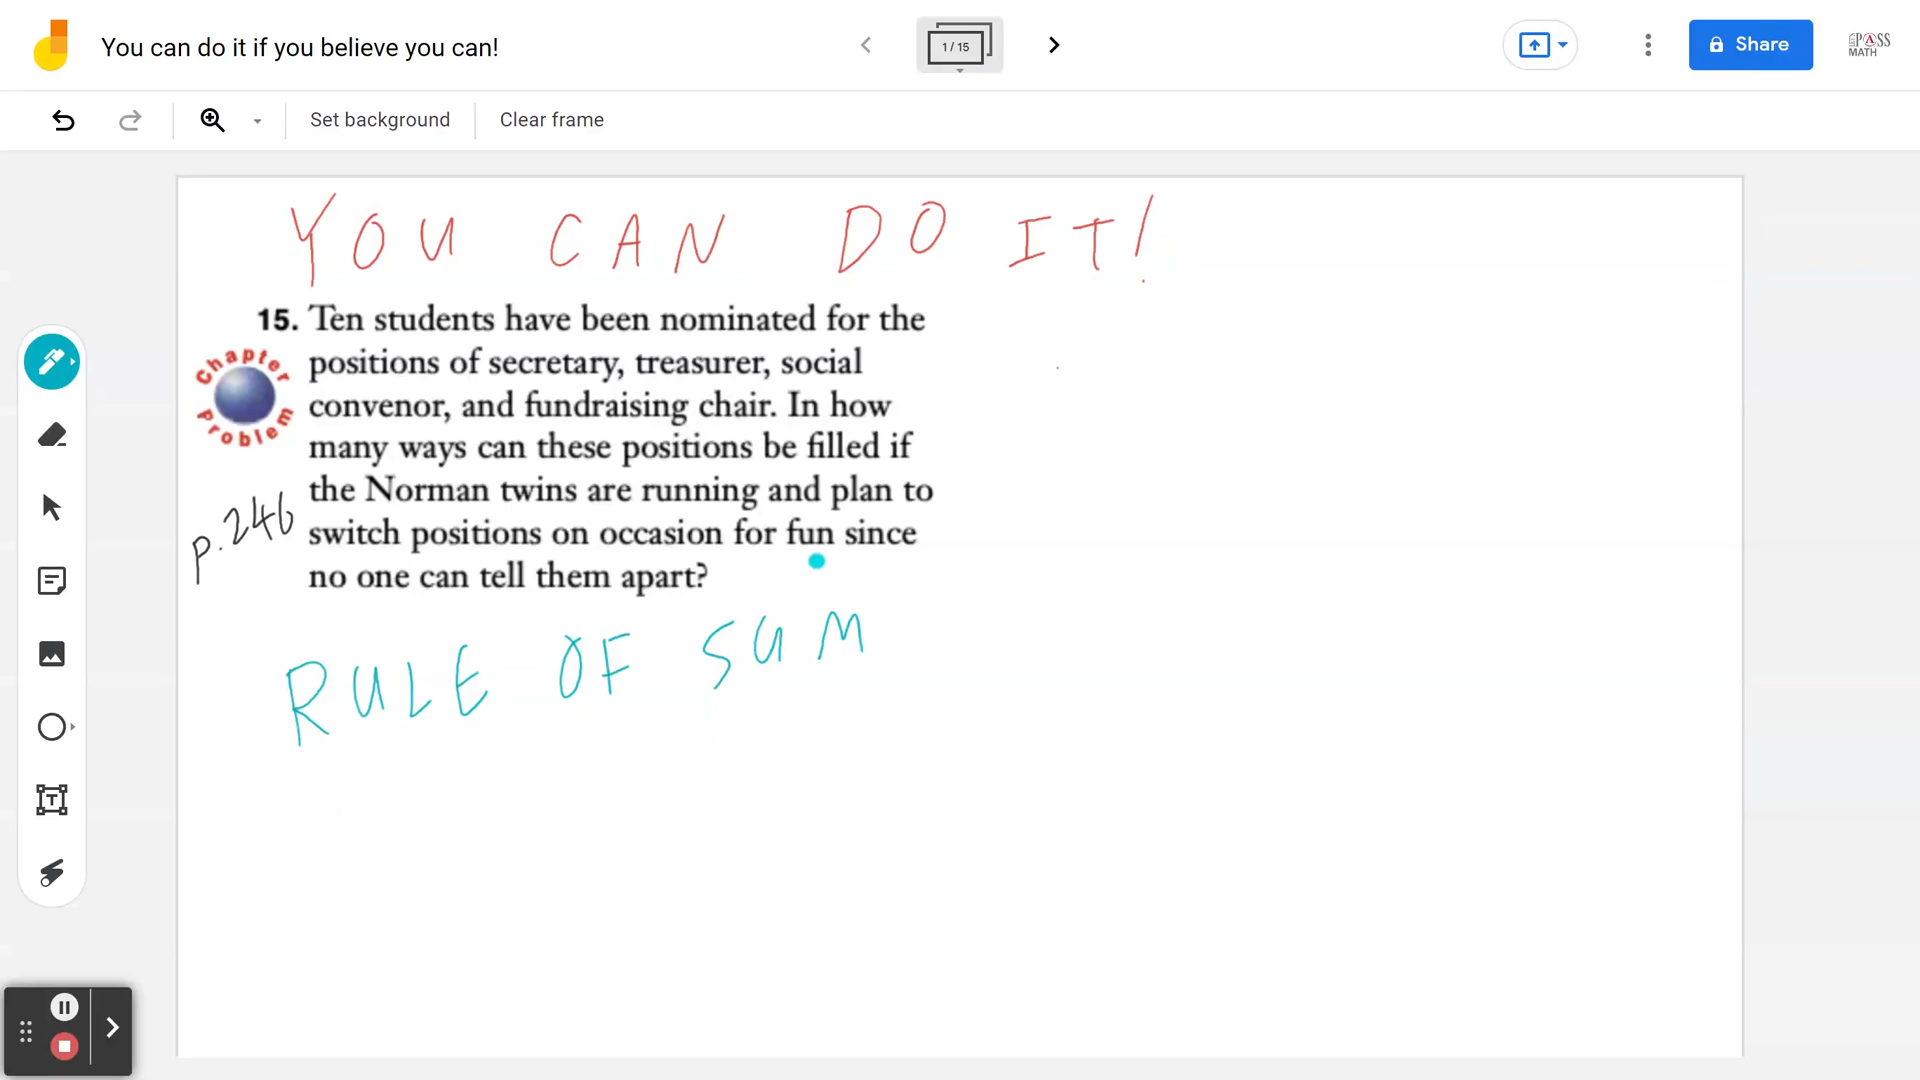 You can do it if you believe you can!
1 / 15
Share
LET'S PASS MATH
Set background
Clear frame
YOU CAN DO IT!
15. Ten students have been nominated for the
positions of secretary, treasurer, social
convenor, and fundraising chair. In how
many ways can these positions be filled if
the Norman twins are running and plan to
switch positions on occasion for fun since
no one can tell them apart?
Chapter Problem
p.246
RULE OF SUM